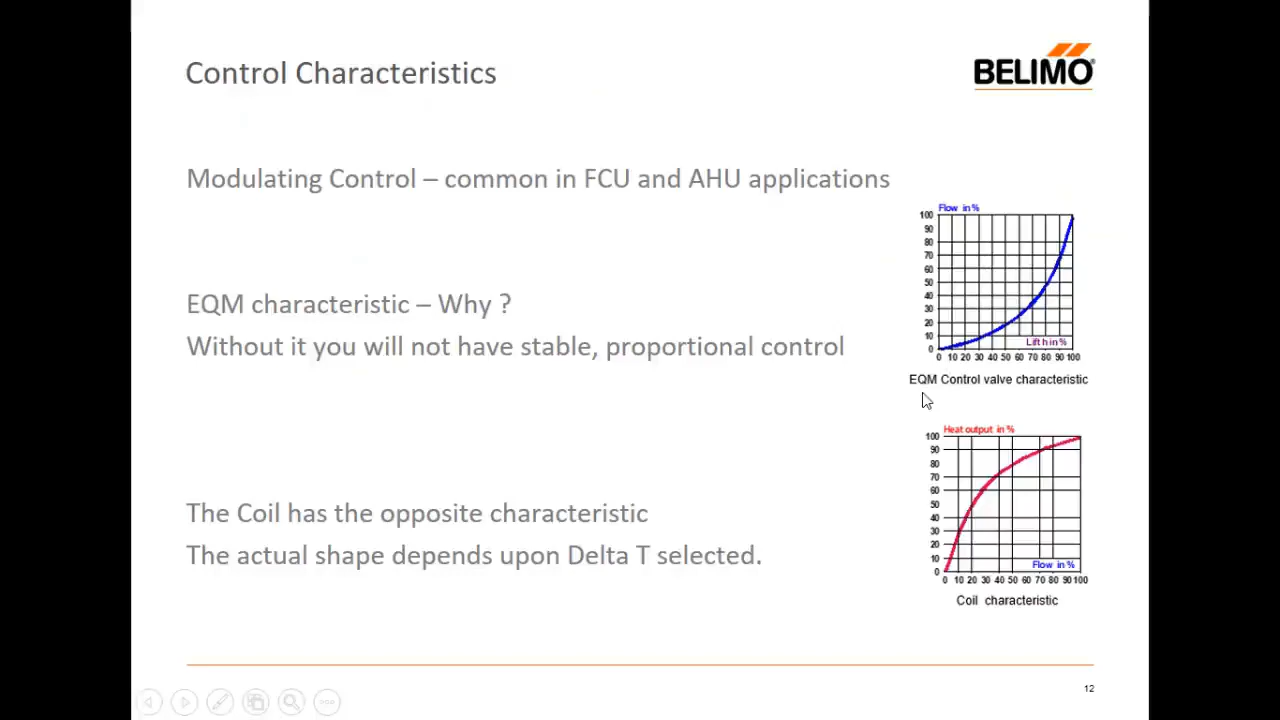 Control Characteristics
BELIMO
Modulating Control – common in FCU and AHU applications
Flow in %
100
90
80
70
60
50
40
30
20
10
0
Lift h in %
0 10 20 30 40 50 60 70 80 90 100
EQM Control valve characteristic
EQM characteristic – Why ?
Without it you will not have stable, proportional control
Heat output in %
100
90
80
70
60
50
40
30
20
10
0
Flow in %
0 10 20 30 40 50 60 70 80 90 100
Coil characteristic
The Coil has the opposite characteristic
The actual shape depends upon Delta T selected.
12